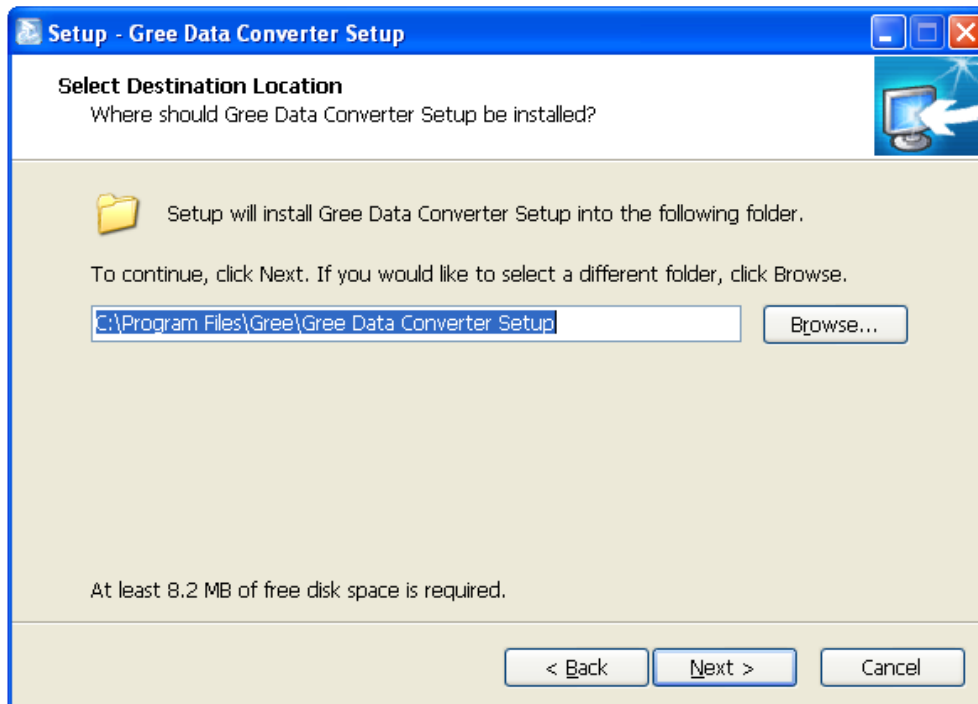 Setup - Gree Data Converter Setup
Select Destination Location
Where should Gree Data Converter Setup be installed?
Setup will install Gree Data Converter Setup into the following folder.
To continue, click Next. If you would like to select a different folder, click Browse.
C:\Program Files\Gree\Gree Data Converter Setup
Browse...
At least 8.2 MB of free disk space is required.
< Back
Next >
Cancel